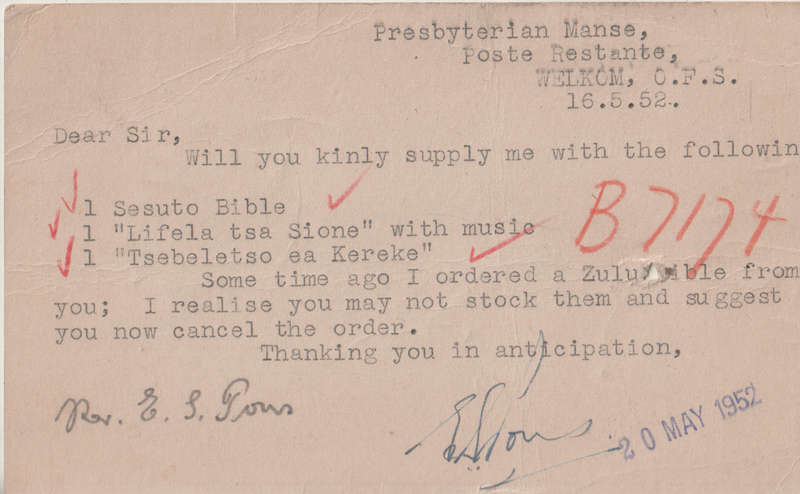 Presbyterian Manse,
Poste Restante,
WELKOM, O.F.S.
16.5.52.
Dear Sir,
Will you kinly supply me with the followin
1 Sesuto Bible
1 "Lifela tsa Sione" with music
1 "Tsebeletso ea Kereke"
B 7174
Some time ago I ordered a Zulu ible from
you; I realise you may not stock them and suggest
you now cancel the order.
Thanking you in anticipation,
Rev. E. S. Pons
ESPons.
20 MAY 1952